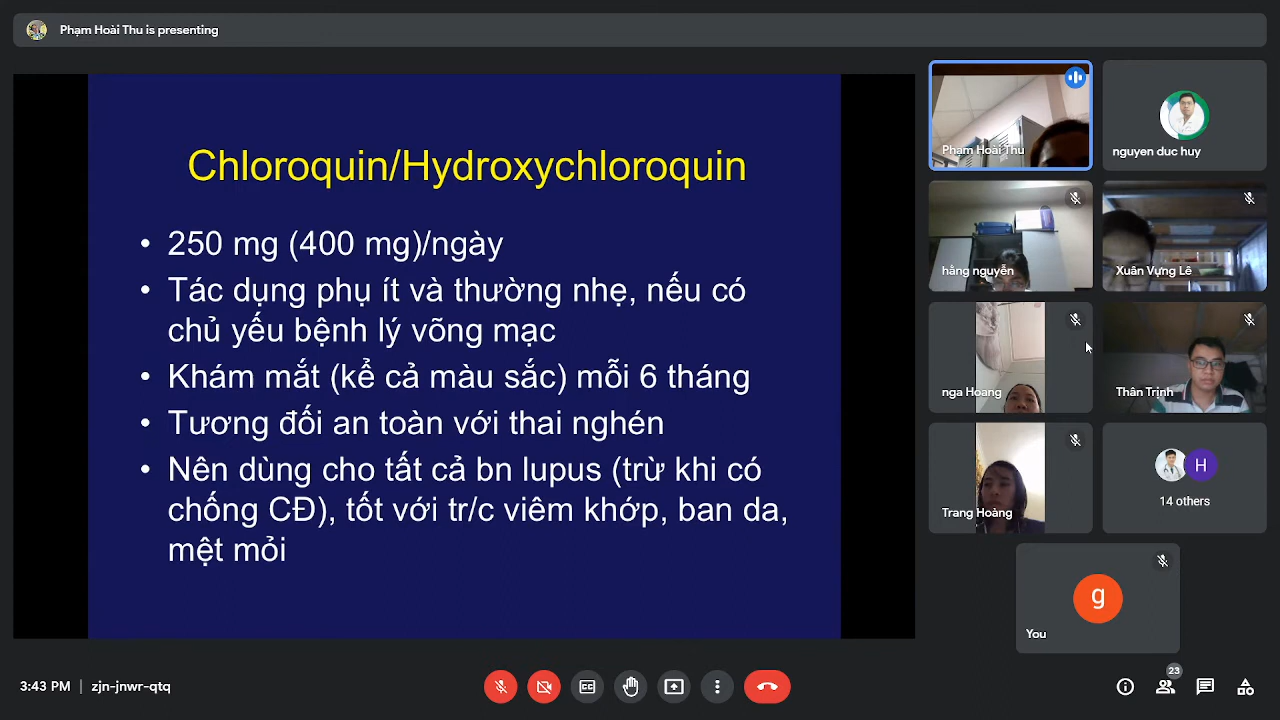 Phạm Hoài Thu is presenting
Chloroquin/Hydroxychloroquin
• 250 mg (400 mg)/ngày
• Tác dụng phụ ít và thường nhẹ, nếu có
chủ yếu bệnh lý võng mạc
• Khám mắt (kể cả màu sắc) mỗi 6 tháng
• Tương đối an toàn với thai nghén
• Nên dùng cho tất cả bn lupus (trừ khi có
chống CĐ), tốt với tr/c viêm khớp, ban da,
mệt mỏi
Phạm Hoài Thu
nguyen duc huy
hằng nguyễn
Xuân Vựng Lê
nga Hoang
Thân Trịnh
Trang Hoàng
H
14 others
g
You
3:43 PM | zjn-jnwr-qtq
CC
23